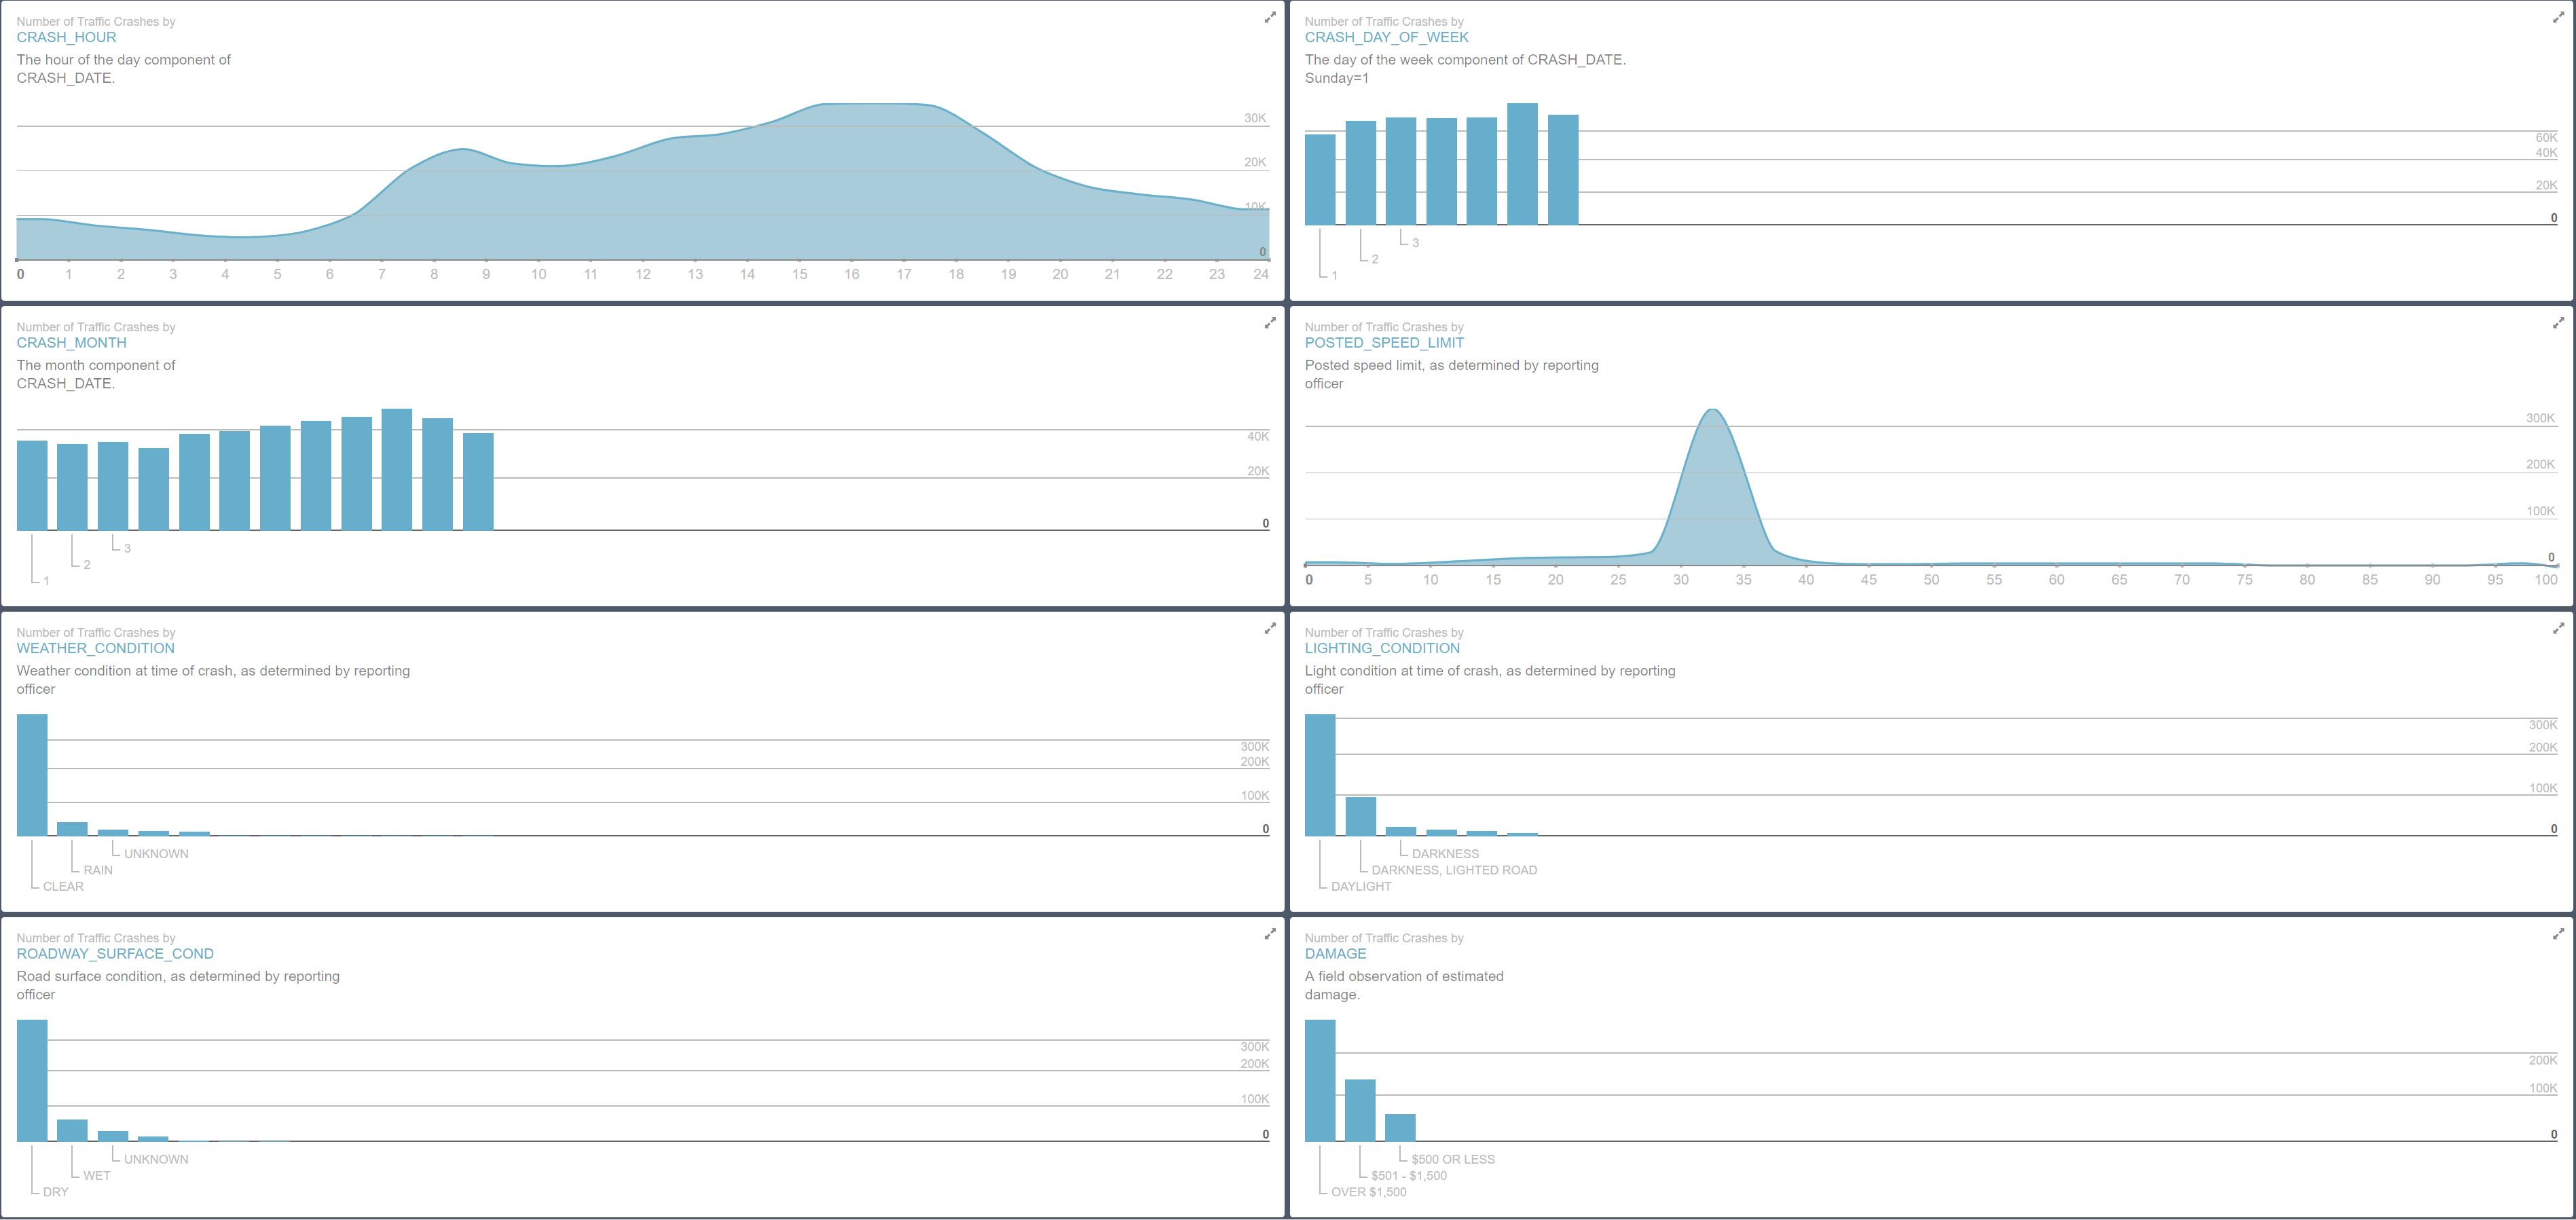 Number of Traffic Crashes by
CRASH_HOUR
The hour of the day component of
CRASH_DATE.
30K
20K
10K
0
0 1 2 3 4 5 6 7 8 9 10 11 12 13 14 15 16 17 18 19 20 21 22 23 24
Number of Traffic Crashes by
CRASH_DAY_OF_WEEK
The day of the week component of CRASH_DATE.
Sunday=1
60K
40K
20K
0
3
2
1
Number of Traffic Crashes by
CRASH_MONTH
The month component of
CRASH_DATE.
40K
20K
0
3
2
1
Number of Traffic Crashes by
POSTED_SPEED_LIMIT
Posted speed limit, as determined by reporting
officer
300K
200K
100K
0
0 5 10 15 20 25 30 35 40 45 50 55 60 65 70 75 80 85 90 95 100
Number of Traffic Crashes by
WEATHER_CONDITION
Weather condition at time of crash, as determined by reporting
officer
300K
200K
100K
0
UNKNOWN
RAIN
CLEAR
Number of Traffic Crashes by
LIGHTING_CONDITION
Light condition at time of crash, as determined by reporting
officer
300K
200K
100K
0
DARKNESS
DARKNESS, LIGHTED ROAD
DAYLIGHT
Number of Traffic Crashes by
ROADWAY_SURFACE_COND
Road surface condition, as determined by reporting
officer
300K
200K
100K
0
UNKNOWN
WET
DRY
Number of Traffic Crashes by
DAMAGE
A field observation of estimated
damage.
200K
100K
0
$500 OR LESS
$501 - $1,500
OVER $1,500